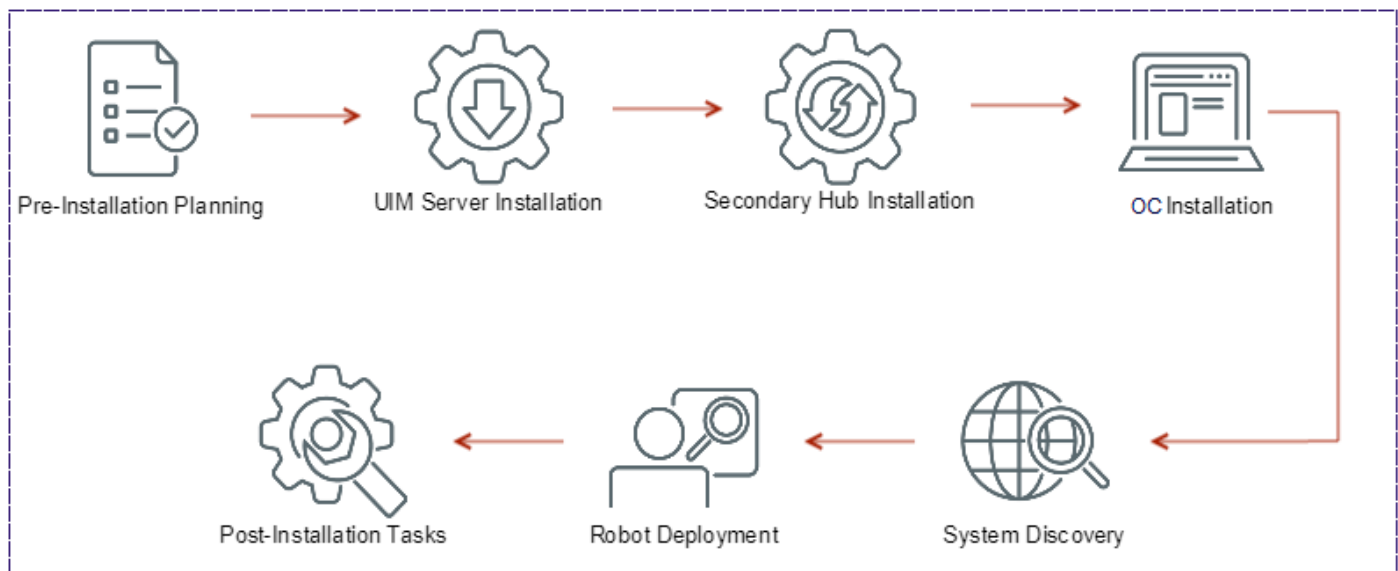 Pre-Installation Planning
UIM Server Installation
Secondary Hub Installation
OC Installation
Post-Installation Tasks
Robot Deployment
System Discovery